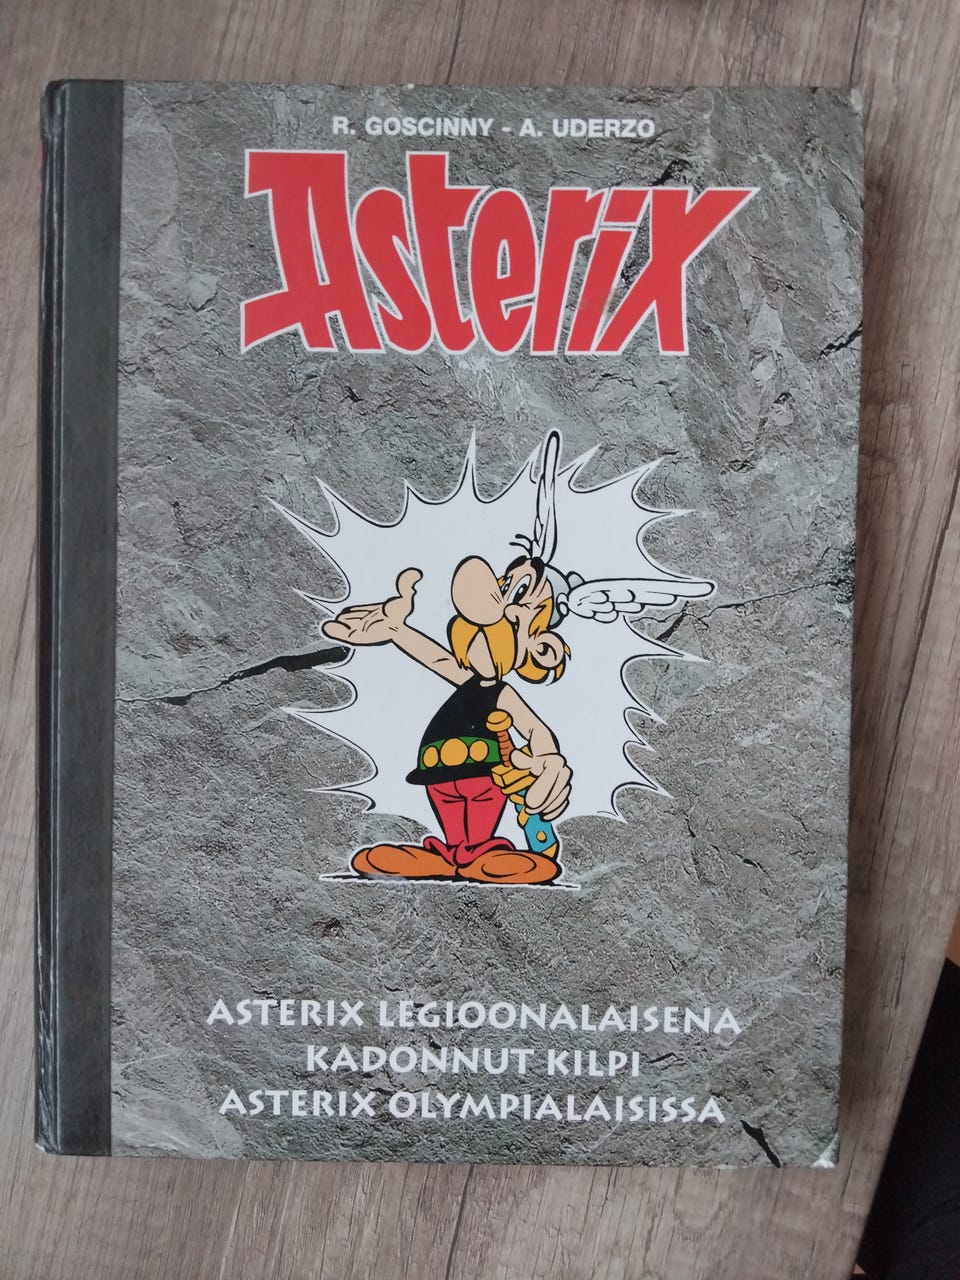 R. GOSCINNY - A. UDERZO
Asterix
ASTERIX LEGIOONALAISENA
KADONNUT KILPI
ASTERIX OLYMPIALAISISSA